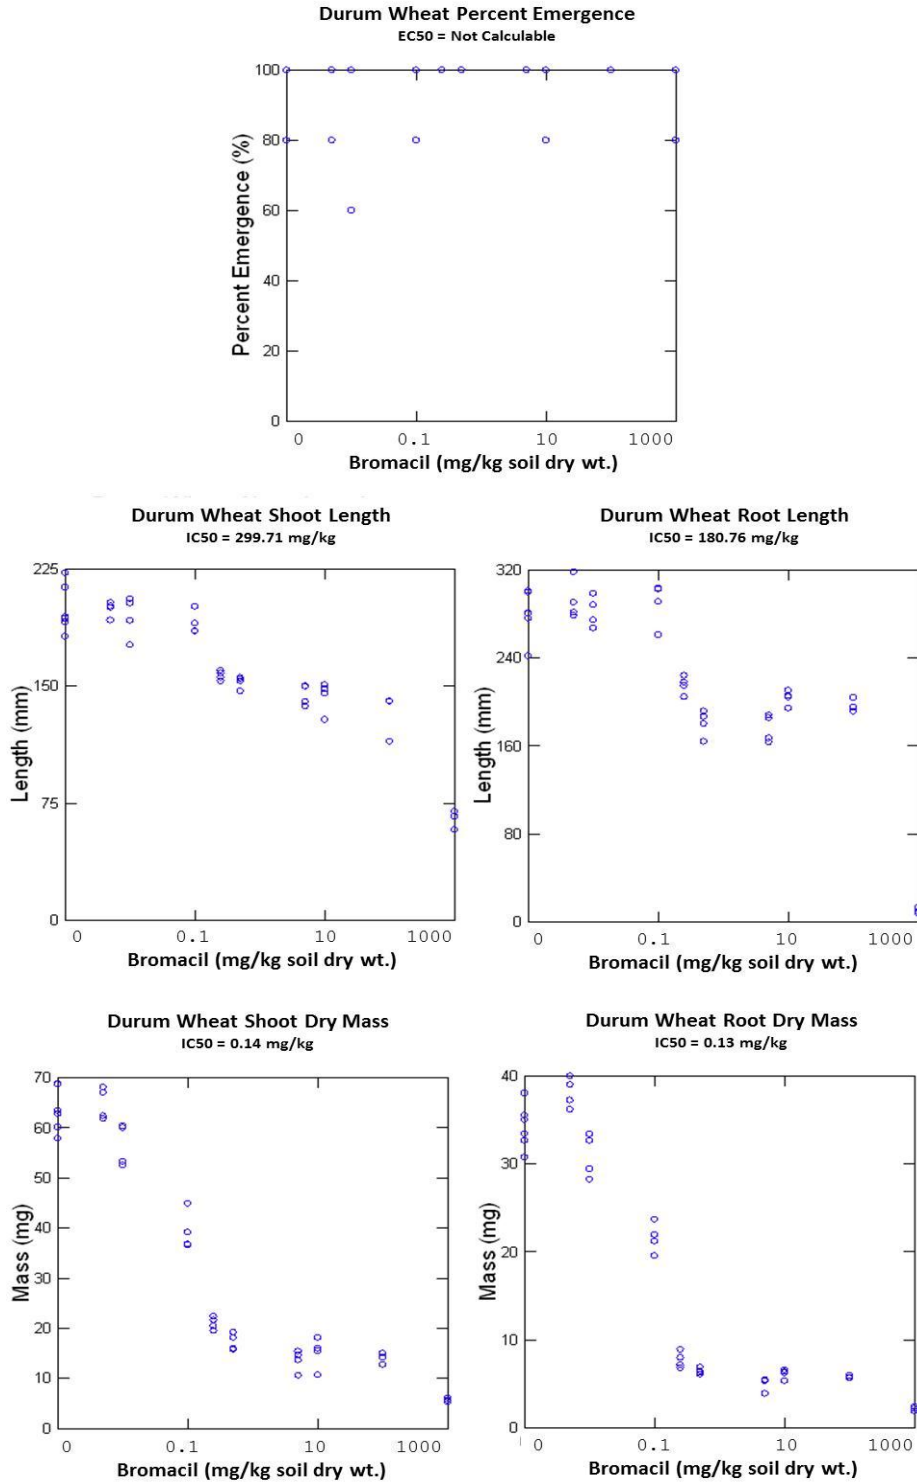 Durum Wheat Percent Emergence
EC50 = Not Calculable
Percent Emergence (%)
100
80
60
40
20
0
0 0.1 10 1000
Bromacil (mg/kg soil dry wt.)
Durum Wheat Shoot Length
IC50 = 299.71 mg/kg
Length (mm)
225
150
75
0
0 0.1 10 1000
Bromacil (mg/kg soil dry wt.)
Durum Wheat Root Length
IC50 = 180.76 mg/kg
Length (mm)
320
240
160
80
0
0 0.1 10 1000
Bromacil (mg/kg soil dry wt.)
Durum Wheat Shoot Dry Mass
IC50 = 0.14 mg/kg
Mass (mg)
70
60
50
40
30
20
10
0
0 0.1 10 1000
Bromacil (mg/kg soil dry wt.)
Durum Wheat Root Dry Mass
IC50 = 0.13 mg/kg
Mass (mg)
40
30
20
10
0
0 0.1 10 1000
Bromacil (mg/kg soil dry wt.)